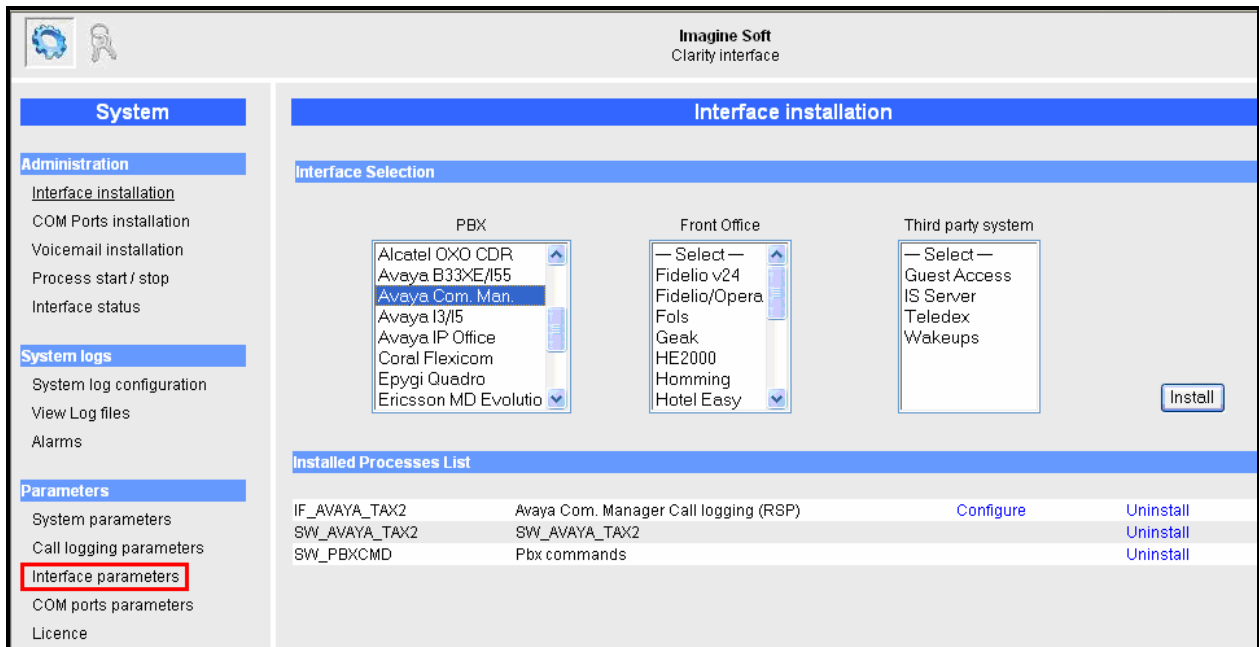 Imagine Soft
Clarity interface
System
Administration
Interface installation
COM Ports installation
Voicemail installation
Process start / stop
Interface status
System logs
System log configuration
View Log files
Alarms
Parameters
System parameters
Call logging parameters
Interface parameters
COM ports parameters
Licence
Interface installation
Interface Selection
PBX
Alcatel OXO CDR
Avaya B33XE/I55
Avaya Com. Man.
Avaya I3/I5
Avaya IP Office
Coral Flexicom
Epygi Quadro
Ericsson MD Evolutio
Front Office
— Select —
Fidelio v24
Fidelio/Opera
Fols
Geak
HE2000
Homming
Hotel Easy
Third party system
— Select —
Guest Access
IS Server
Teledex
Wakeups
Install
Installed Processes List
IF_AVAYA_TAX2 Avaya Com. Manager Call logging (RSP) Configure Uninstall
SW_AVAYA_TAX2 SW_AVAYA_TAX2 Uninstall
SW_PBXCMD Pbx commands Uninstall